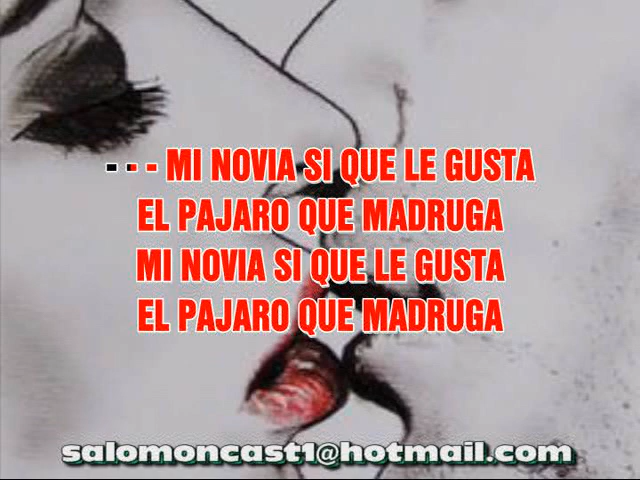 - - - MI NOVIA SI QUE LE GUSTA
EL PAJARO QUE MADRUGA
MI NOVIA SI QUE LE GUSTA
EL PAJARO QUE MADRUGA
salomoncast1@hotmail.com